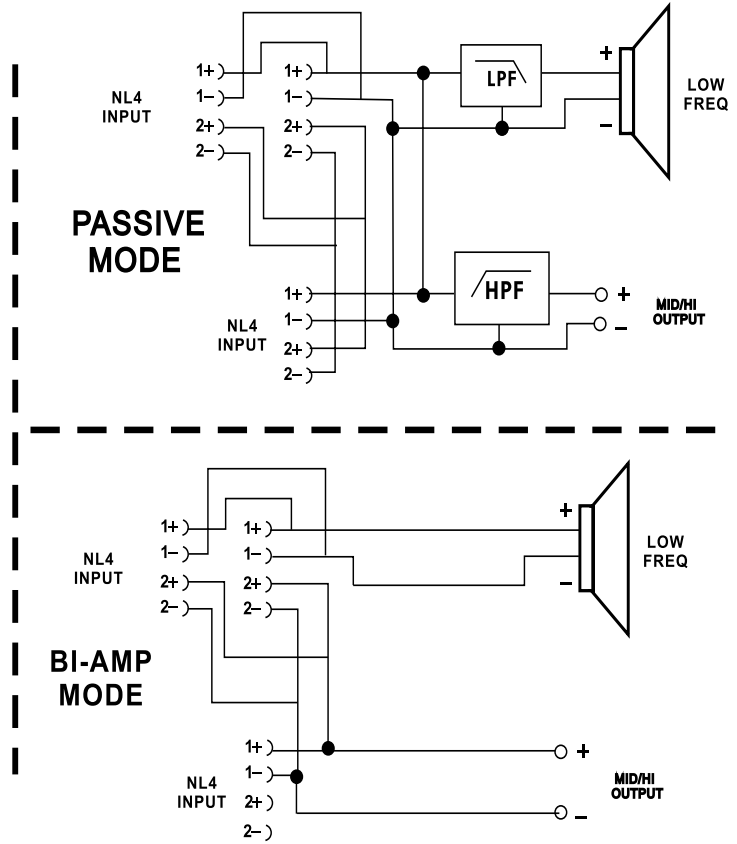 1+ 1+ + LPF
NL4
INPUT
1– 1– LOW
FREQ
2+ 2+ –
2– 2–
PASSIVE
MODE
1+ HPF +
NL4
INPUT
1– –
MID/HI
OUTPUT
2+
2–
+
1+ 1+
NL4
INPUT
1– 1– LOW
FREQ
2+ 2+ –
2– 2–
BI-AMP
MODE
1+ +
NL4
INPUT
1–
MID/HI
OUTPUT
2+ –
2–